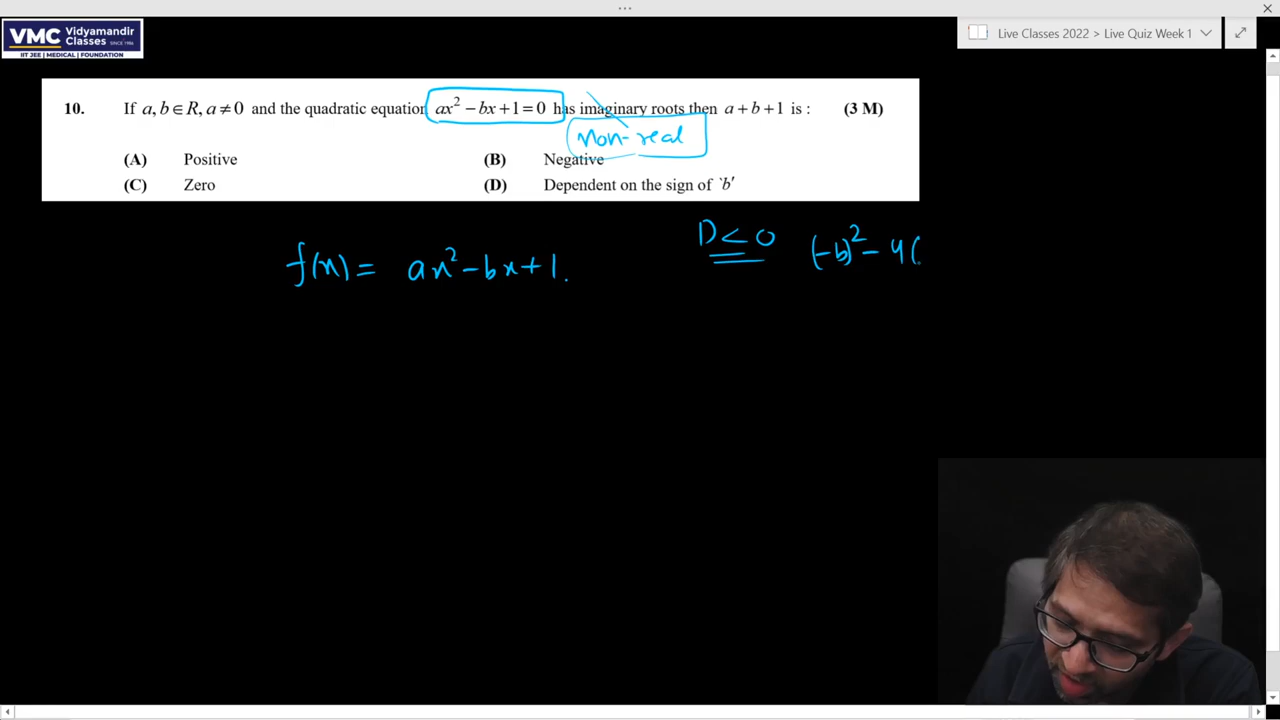 VMC Vidyamandir Classes SINCE 1986
IIT JEE | MEDICAL | FOUNDATION
Live Classes 2022 > Live Quiz Week 1
10. If a, b ∈ R, a ≠ 0 and the quadratic equation ax² − bx + 1 = 0 has imaginary roots then a + b + 1 is : (3 M)
non-real
(A) Positive (B) Negative
(C) Zero (D) Dependent on the sign of `b'
D < 0 (-b)² - 4(
f(x) = ax² - bx + 1.